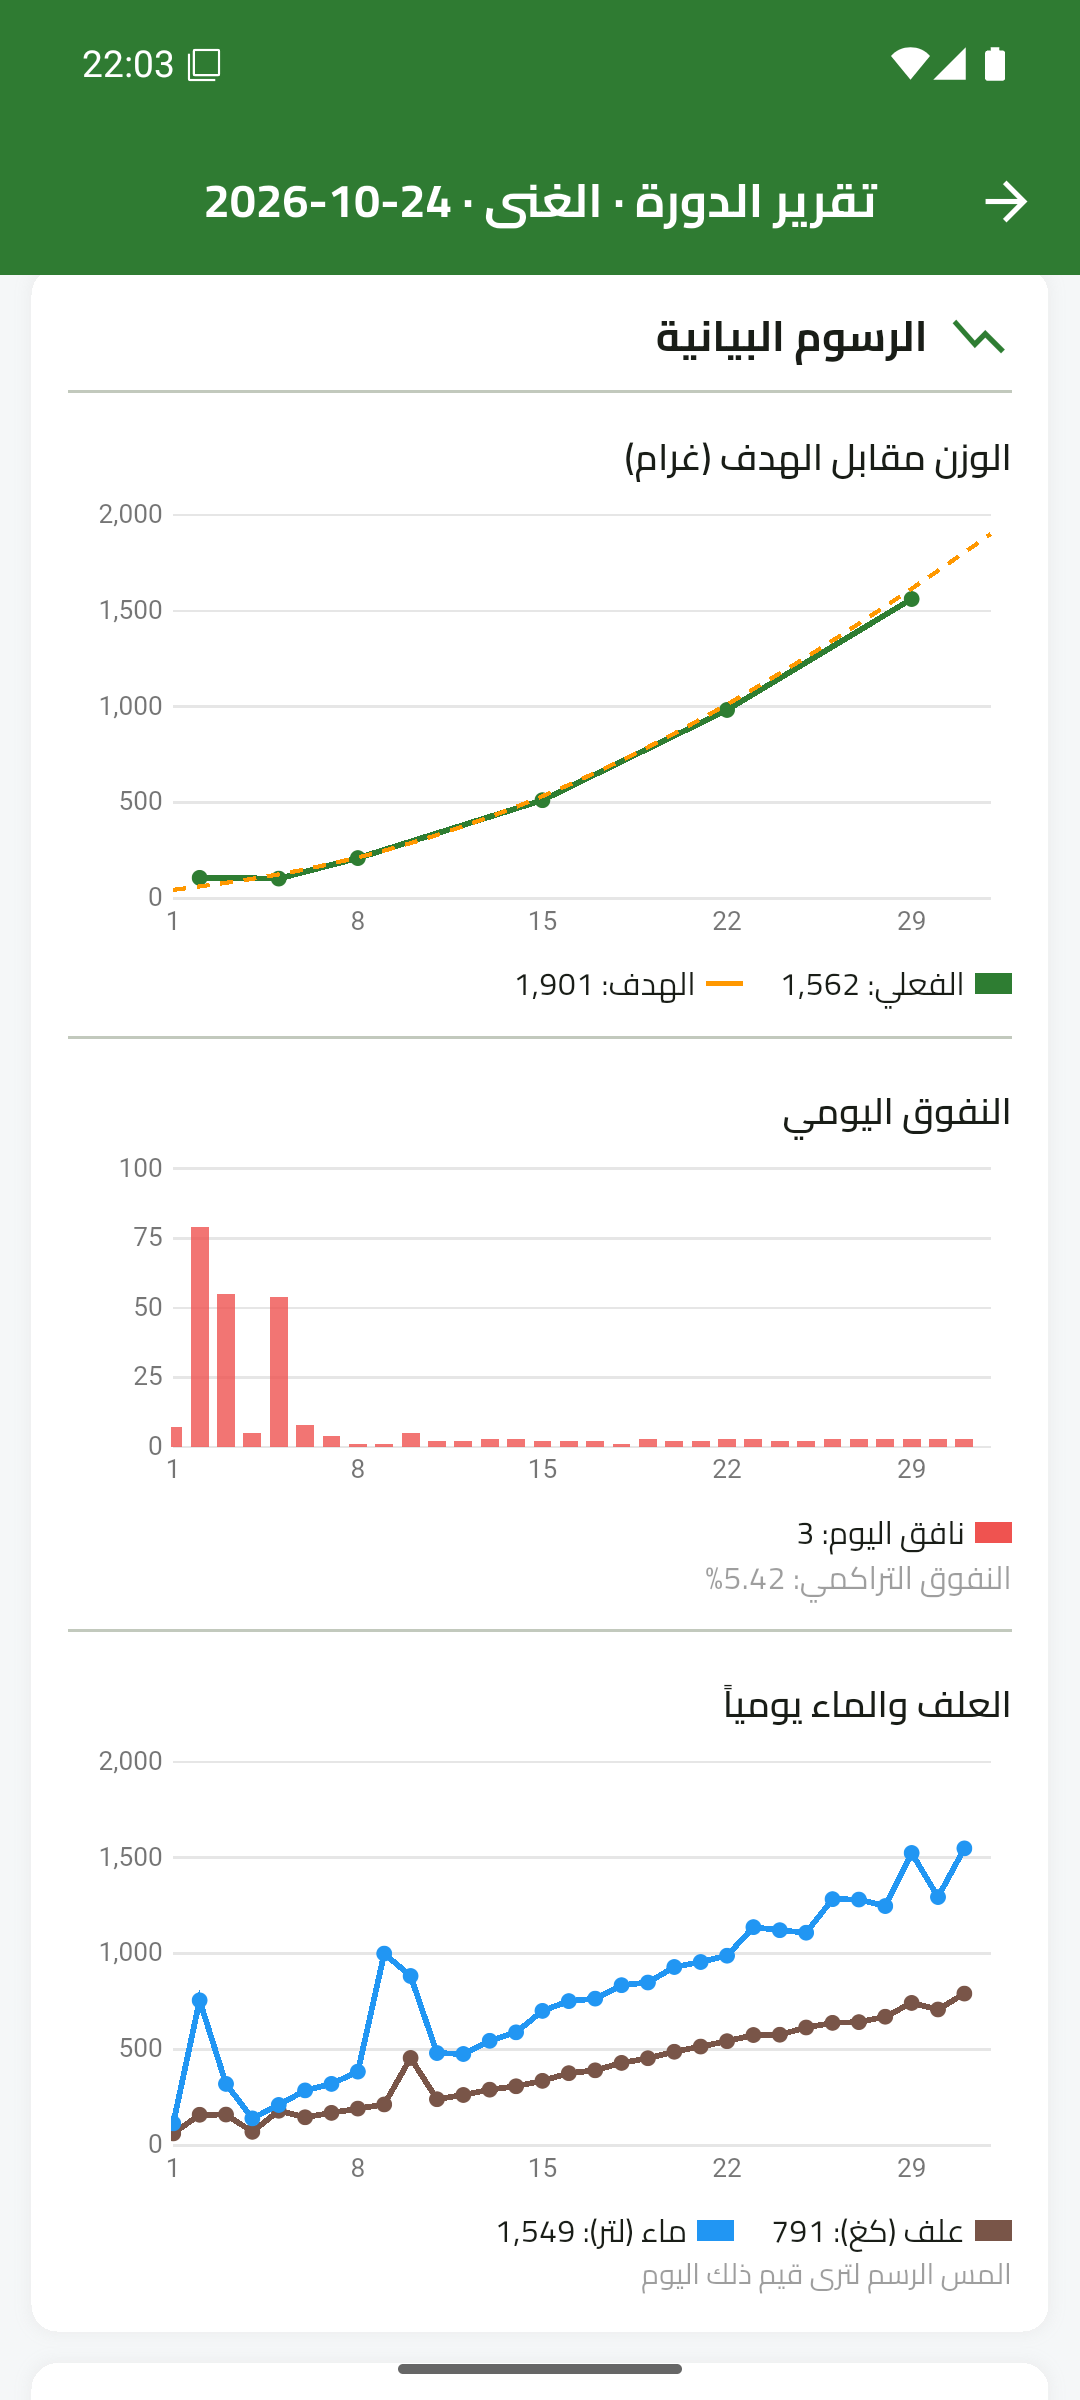 22:03
تقرير الدورة · الغنى · 2026-10-24
الرسوم البيانية
الوزن مقابل الهدف (غرام)
2,000
1,500
1,000
500
0
1 8 15 22 29
الفعلي: 1,562 الهدف: 1,901
النفوق اليومي
100
75
50
25
0
1 8 15 22 29
نافق اليوم: 3
النفوق التراكمي: 5.42%
العلف والماء يومياً
2,000
1,500
1,000
500
0
1 8 15 22 29
علف (كغ): 791 ماء (لتر): 1,549
المس الرسم لترى قيم ذلك اليوم